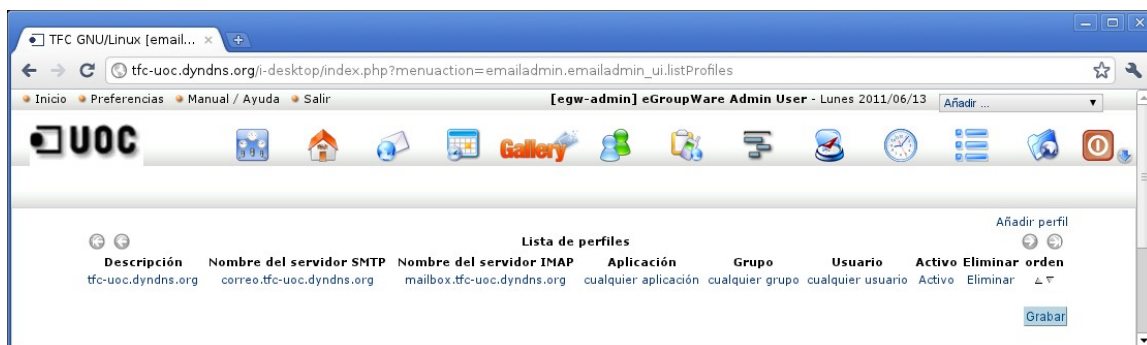 TFC GNU/Linux [email...
tfc-uoc.dyndns.org/i-desktop/index.php?menuaction=emailadmin.emailadmin_ui.listProfiles
Inicio Preferencias Manual / Ayuda Salir [egw-admin] eGroupWare Admin User - Lunes 2011/06/13 Añadir ...
UOC Gallery
Añadir perfil
Lista de perfiles
Descripción Nombre del servidor SMTP Nombre del servidor IMAP Aplicación Grupo Usuario Activo Eliminar orden
tfc-uoc.dyndns.org correo.tfc-uoc.dyndns.org mailbox.tfc-uoc.dyndns.org cualquier aplicación cualquier grupo cualquier usuario Activo Eliminar
Grabar